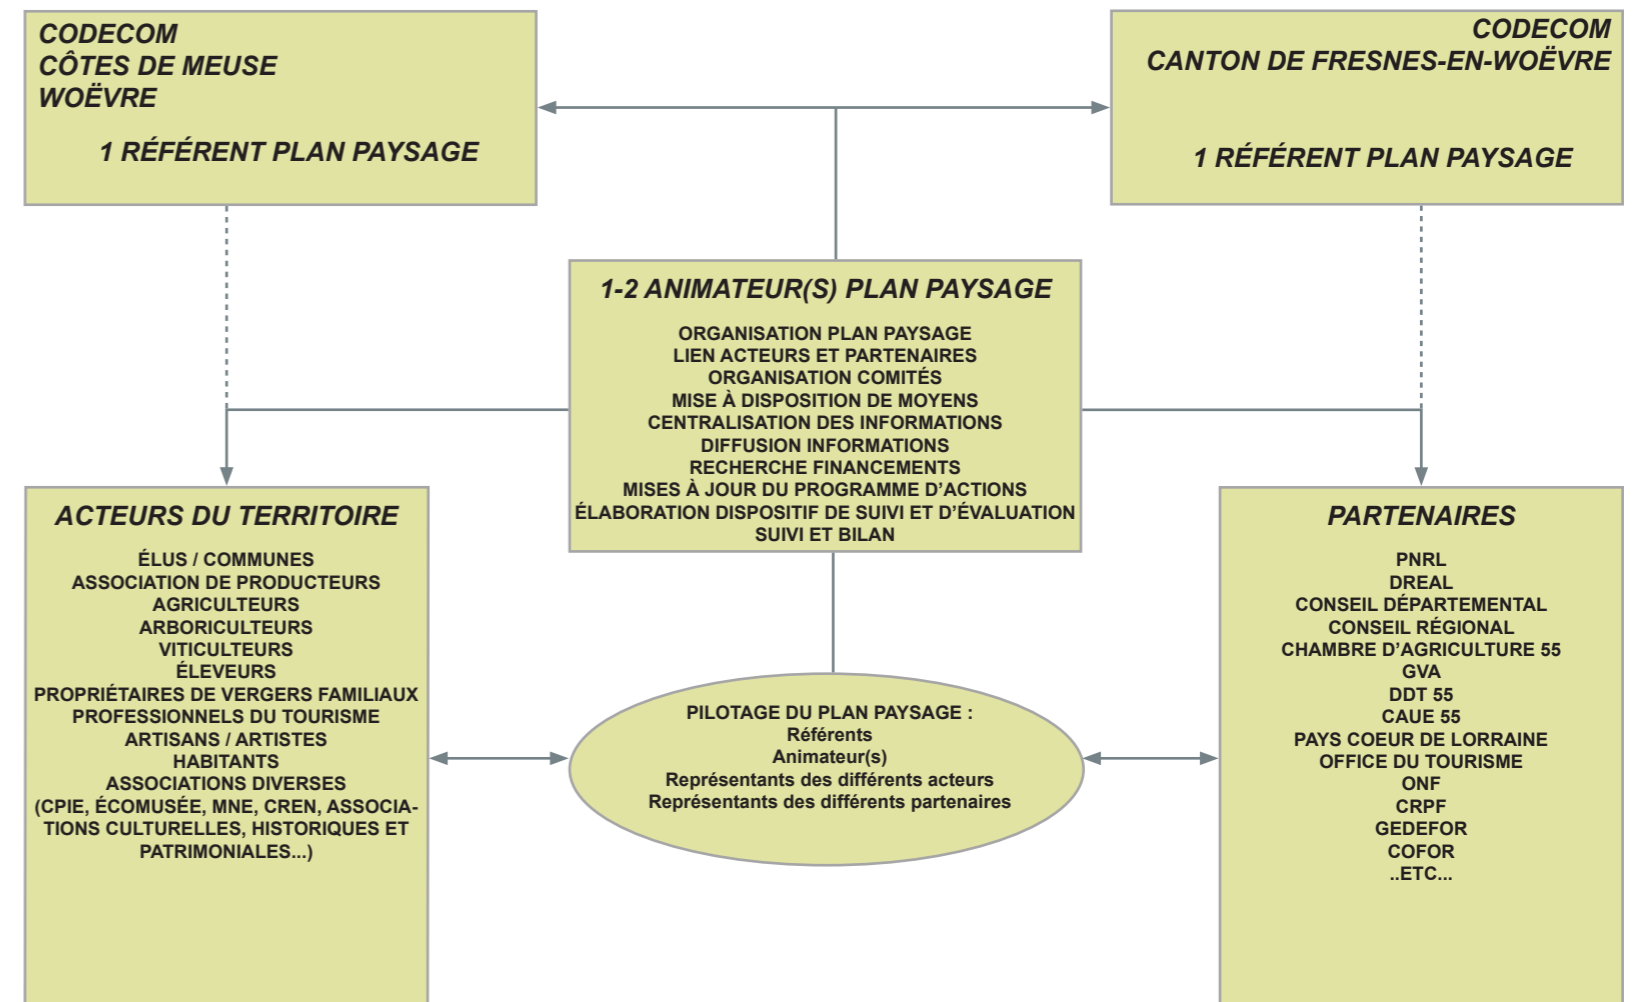 CODECOM
CÔTES DE MEUSE
WOËVRE
1 RÉFÉRENT PLAN PAYSAGE
CODECOM
CANTON DE FRESNES-EN-WOËVRE
1 RÉFÉRENT PLAN PAYSAGE
1-2 ANIMATEUR(S) PLAN PAYSAGE
ORGANISATION PLAN PAYSAGE
LIEN ACTEURS ET PARTENAIRES
ORGANISATION COMITÉS
MISE À DISPOSITION DE MOYENS
CENTRALISATION DES INFORMATIONS
DIFFUSION INFORMATIONS
RECHERCHE FINANCEMENTS
MISES À JOUR DU PROGRAMME D’ACTIONS
ÉLABORATION DISPOSITIF DE SUIVI ET D’ÉVALUATION
SUIVI ET BILAN
ACTEURS DU TERRITOIRE
ÉLUS / COMMUNES
ASSOCIATION DE PRODUCTEURS
AGRICULTEURS
ARBORICULTEURS
VITICULTEURS
ÉLEVEURS
PROPRIÉTAIRES DE VERGERS FAMILIAUX
PROFESSIONNELS DU TOURISME
ARTISANS / ARTISTES
HABITANTS
ASSOCIATIONS DIVERSES
(CPIE, ÉCOMUSÉE, MNE, CREN, ASSOCIA-
TIONS CULTURELLES, HISTORIQUES ET
PATRIMONIALES...)
PILOTAGE DU PLAN PAYSAGE :
Référents
Animateur(s)
Représentants des différents acteurs
Représentants des différents partenaires
PARTENAIRES
PNRL
DREAL
CONSEIL DÉPARTEMENTAL
CONSEIL RÉGIONAL
CHAMBRE D’AGRICULTURE 55
GVA
DDT 55
CAUE 55
PAYS COEUR DE LORRAINE
OFFICE DU TOURISME
ONF
CRPF
GEDEFOR
COFOR
..ETC...